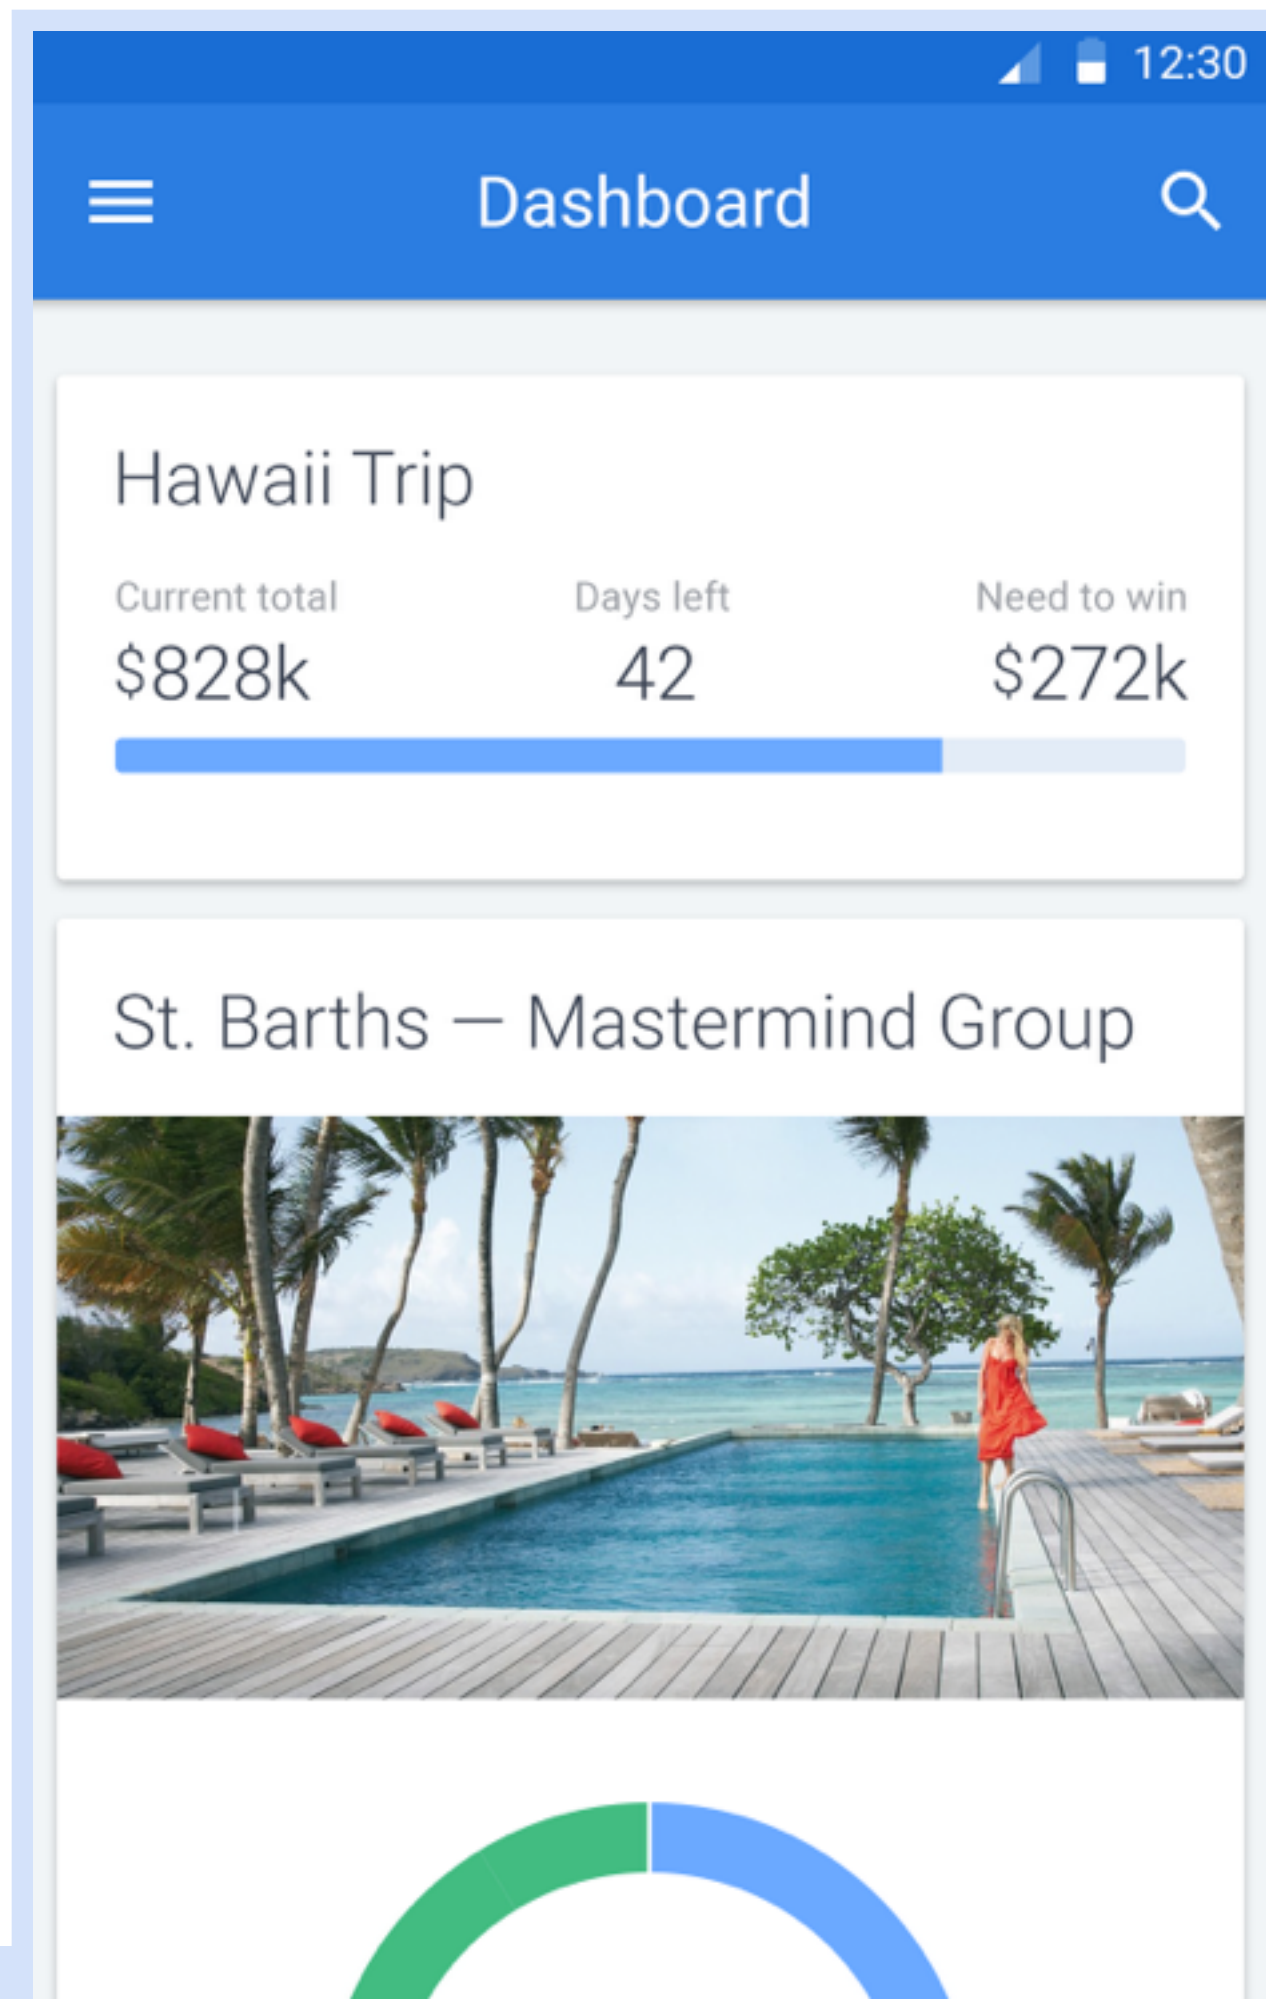 12:30
Dashboard
Hawaii Trip
Current total Days left Need to win
$828k 42 $272k
St. Barths — Mastermind Group